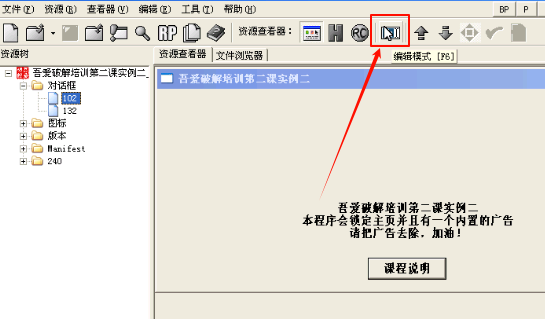 文件(F) 资源(R) 查看器(V) 编辑(E) 工具(T) 帮助(H) BP P
BP 资源查看器: RC
编辑模式 [F6]
资源树 资源查看器 文件浏览器
吾爱破解培训第二课实例二_
对话框
102
132
图标
版本
Manifest
240
吾爱破解培训第二课实例二
吾爱破解培训第二课实例二
本程序会锁定主页并且有一个内置的广告
请把广告去除，加油！
课程说明